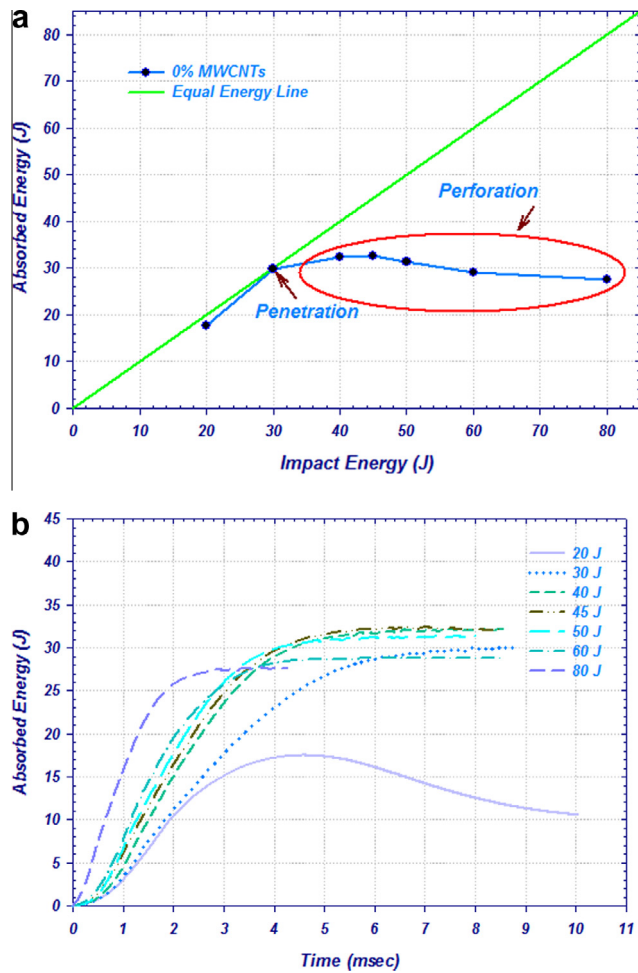 a
85
80
70
60
50
40
30
20
10
0
0% MWCNTs
Equal Energy Line
Perforation
Penetration
0 10 20 30 40 50 60 70 80
Absorbed Energy (J)
Impact Energy (J)
b
45
40
35
30
25
20
15
10
5
0
20 J
30 J
40 J
45 J
50 J
60 J
80 J
0 1 2 3 4 5 6 7 8 9 10 11
Absorbed Energy (J)
Time (msec)